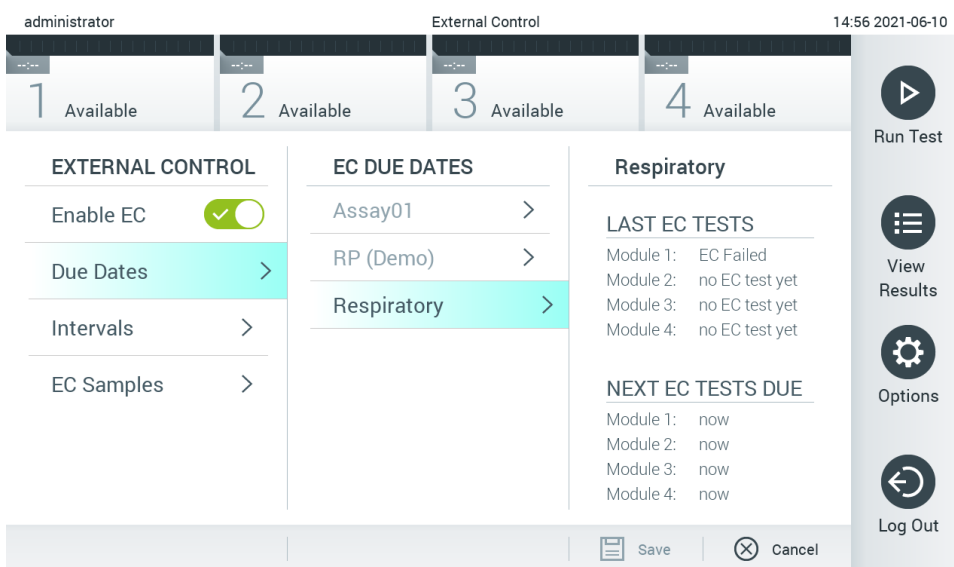 administrator External Control 14:56 2021-06-10
--:-- --:-- --:-- --:--
1 Available 2 Available 3 Available 4 Available
Run Test
EXTERNAL CONTROL
Enable EC
Due Dates
Intervals
EC Samples
EC DUE DATES
Assay01
RP (Demo)
Respiratory
Respiratory
LAST EC TESTS
Module 1: EC Failed
Module 2: no EC test yet
Module 3: no EC test yet
Module 4: no EC test yet
NEXT EC TESTS DUE
Module 1: now
Module 2: now
Module 3: now
Module 4: now
View
Results
Options
Log Out
Save Cancel